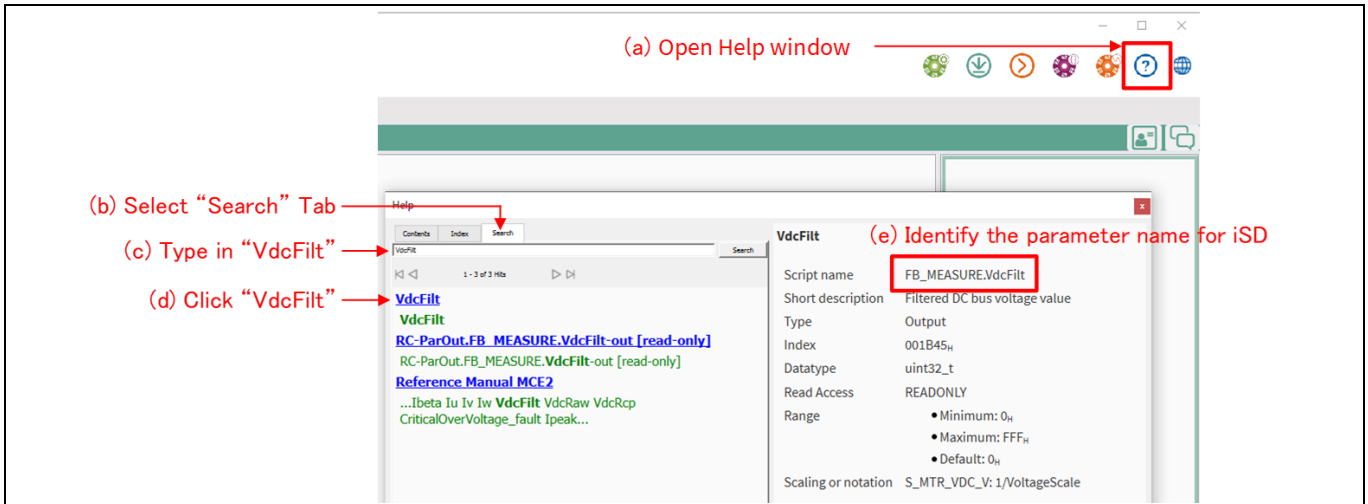 (a) Open Help window
(b) Select “Search” Tab
(c) Type in “VdcFilt”
(d) Click “VdcFilt”
Help
x
Contents Index Search
VdcFilt Search
1 - 3 of 3 Hits
VdcFilt
VdcFilt
RC-ParOut.FB_MEASURE.VdcFilt-out [read-only]
RC-ParOut.FB_MEASURE.VdcFilt-out [read-only]
Reference Manual MCE2
...Ibeta Iu Iv Iw VdcFilt VdcRaw VdcRcp
CriticalOverVoltage_fault Ipeak...
VdcFilt
(e) Identify the parameter name for iSD
Script name FB_MEASURE.VdcFilt
Short description Filtered DC bus voltage value
Type Output
Index 001B45H
Datatype uint32_t
Read Access READONLY
Range • Minimum: 0H
• Maximum: FFFH
• Default: 0H
Scaling or notation S_MTR_VDC_V: 1/VoltageScale